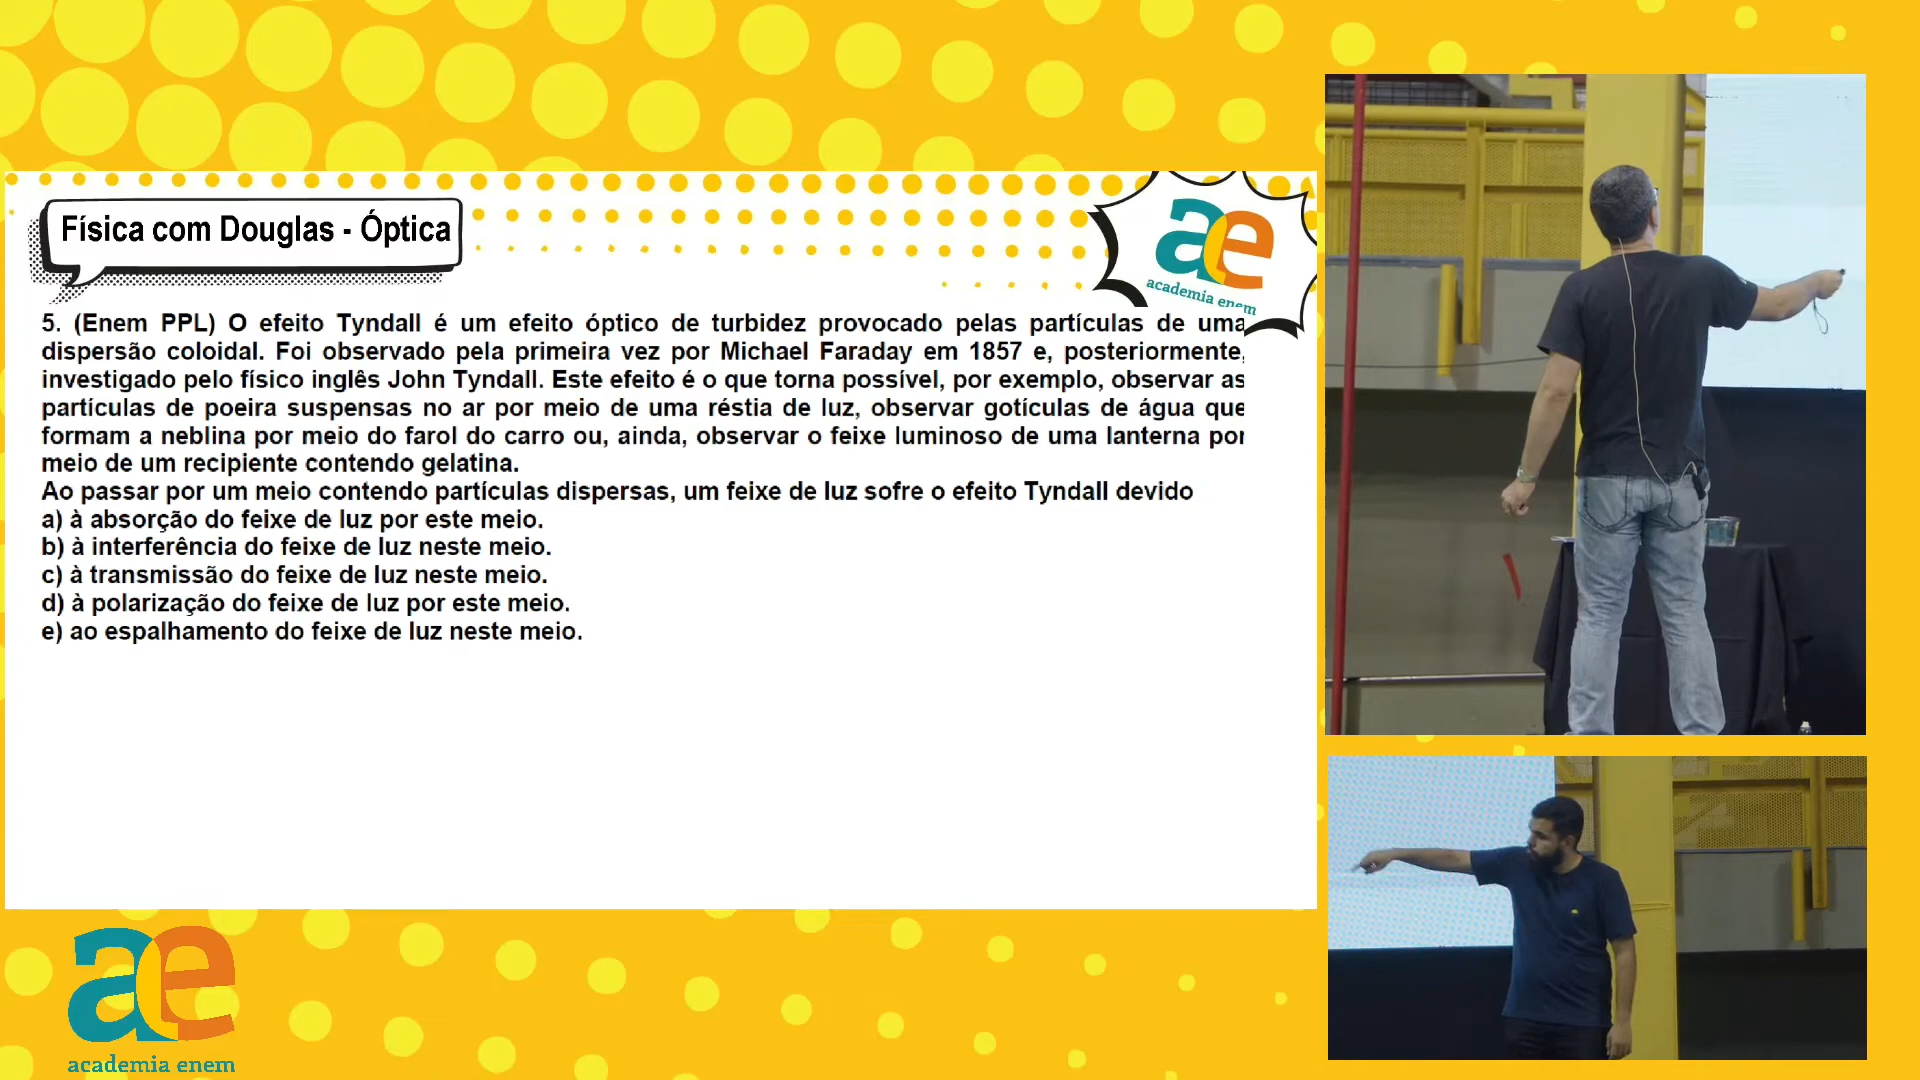 Física com Douglas - Óptica
ae
academia enem
5. (Enem PPL) O efeito Tyndall é um efeito óptico de turbidez provocado pelas partículas de uma
dispersão coloidal. Foi observado pela primeira vez por Michael Faraday em 1857 e, posteriormente,
investigado pelo físico inglês John Tyndall. Este efeito é o que torna possível, por exemplo, observar as
partículas de poeira suspensas no ar por meio de uma réstia de luz, observar gotículas de água que
formam a neblina por meio do farol do carro ou, ainda, observar o feixe luminoso de uma lanterna por
meio de um recipiente contendo gelatina.
Ao passar por um meio contendo partículas dispersas, um feixe de luz sofre o efeito Tyndall devido
a) à absorção do feixe de luz por este meio.
b) à interferência do feixe de luz neste meio.
c) à transmissão do feixe de luz neste meio.
d) à polarização do feixe de luz por este meio.
e) ao espalhamento do feixe de luz neste meio.
ae
academia enem